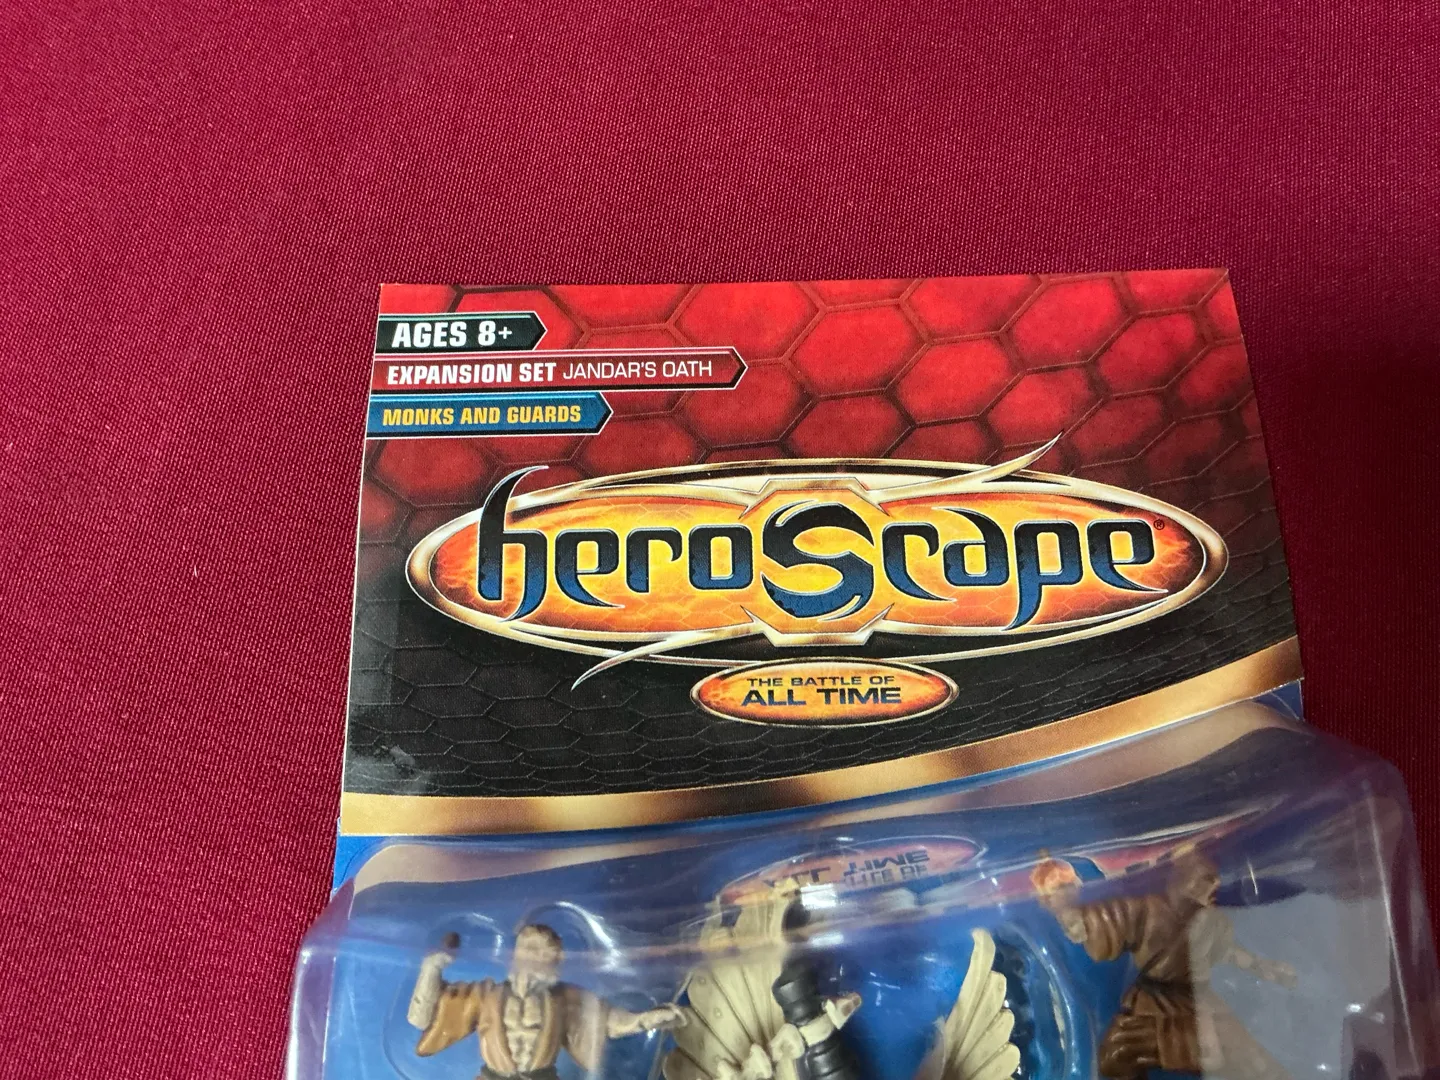 AGES 8+
EXPANSION SET JANDAR'S OATH
MONKS AND GUARDS
heroScape®
THE BATTLE OF
ALL TIME